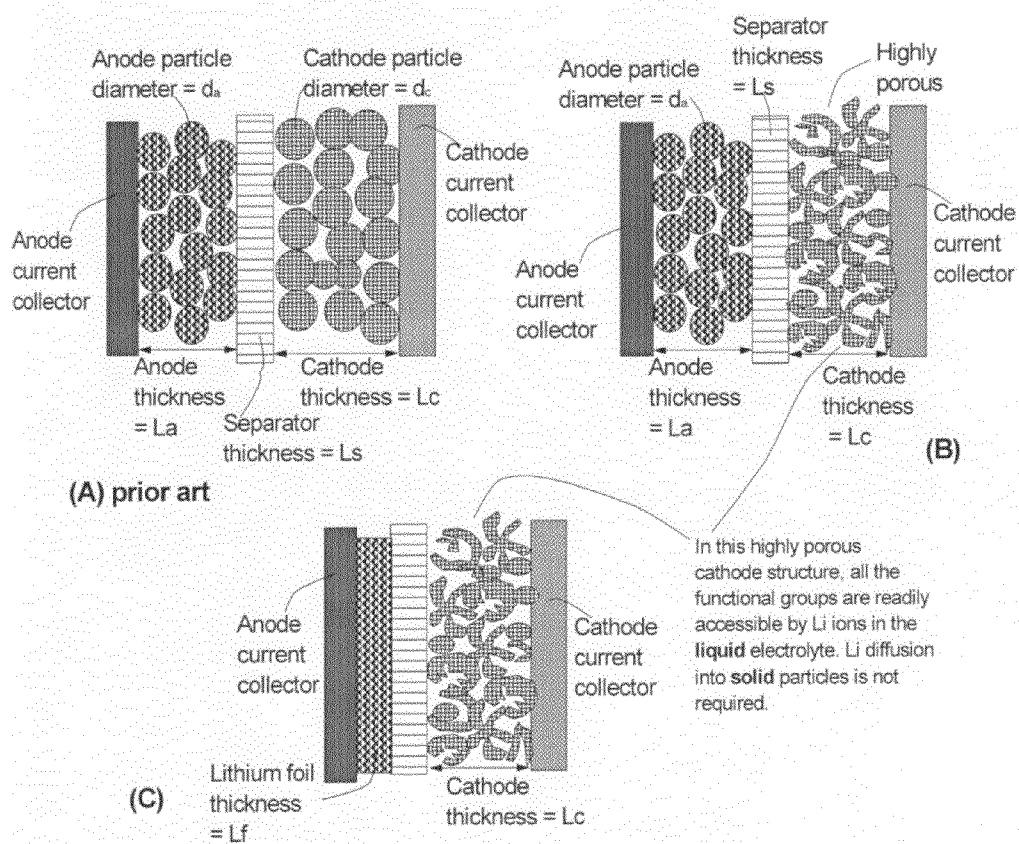 (A)
Anode particle
diameter = da
Cathode particle
diameter = dc
Anode
current
collector
Cathode
current
collector
Anode
thickness
= La
Cathode
thickness = Lc
Separator
thickness = Ls
(A) prior art
(B)
Separator
thickness
= Ls
Highly
porous
Anode particle
diameter = da
Anode
current
collector
Cathode
current
collector
Anode
thickness
= La
Cathode
thickness
= Lc
(B)
Anode
current
collector
Cathode
current
collector
Lithium foil
thickness
= Lf
Cathode
thickness = Lc
(C)
In this highly porous
cathode structure, all the
functional groups are readily
accessible by Li ions in the
liquid electrolyte. Li diffusion
into solid particles is not
required.